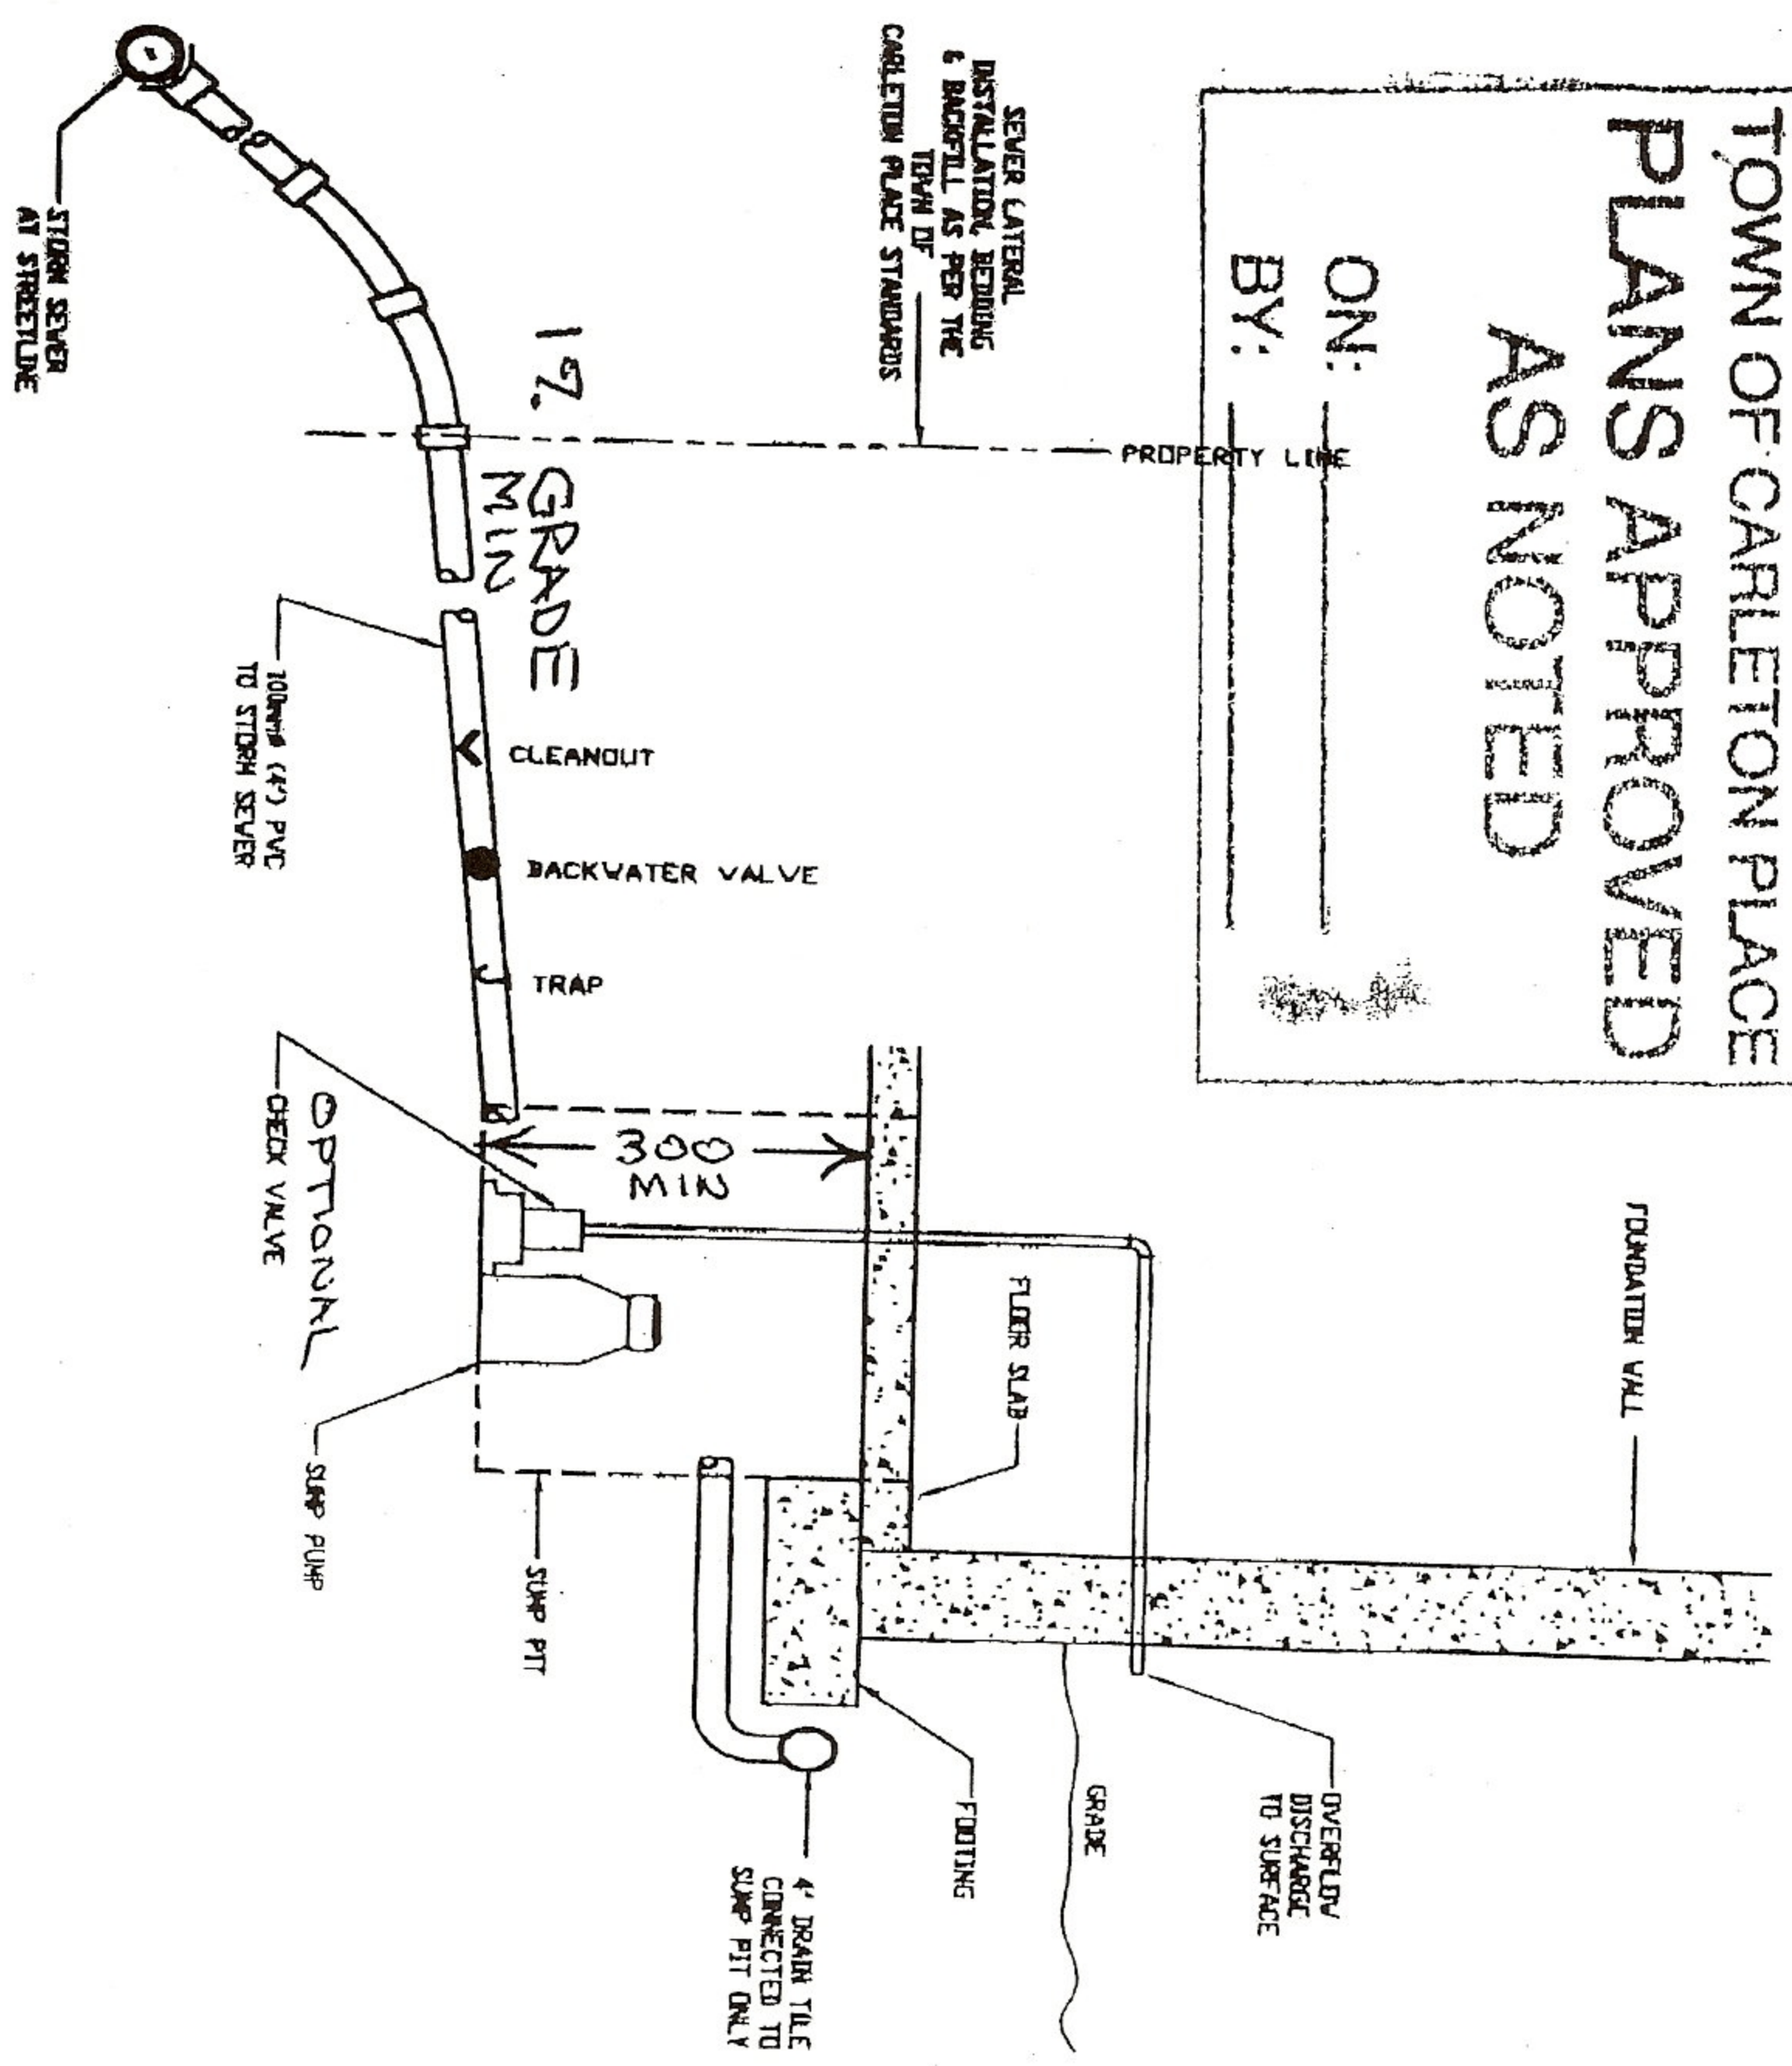 TOWN OF CARLETON PLACE
PLANS APPROVED
AS NOTED
ON:
BY:
PROPERTY LINE
SEWER LATERAL
INSTALLATION, BEDDING
& BACKFILL AS PER THE
TOWN OF
CARLETON PLACE STANDARDS
1%. GRADE
MIN
STORM SEWER
AT STREETLINE
100mmø (4") PVC
TO STORM SEWER
CLEANOUT
BACKWATER VALVE
TRAP
300
MIN
OPTIONAL
CHECK VALVE
SUMP PUMP
SUMP PIT
FLOOR SLAB
FOUNDATION WALL
OVERFLOW
DISCHARGE
TO SURFACE
GRADE
FOOTING
4" DRAIN TILE
CONNECTED TO
SUMP PIT ONLY